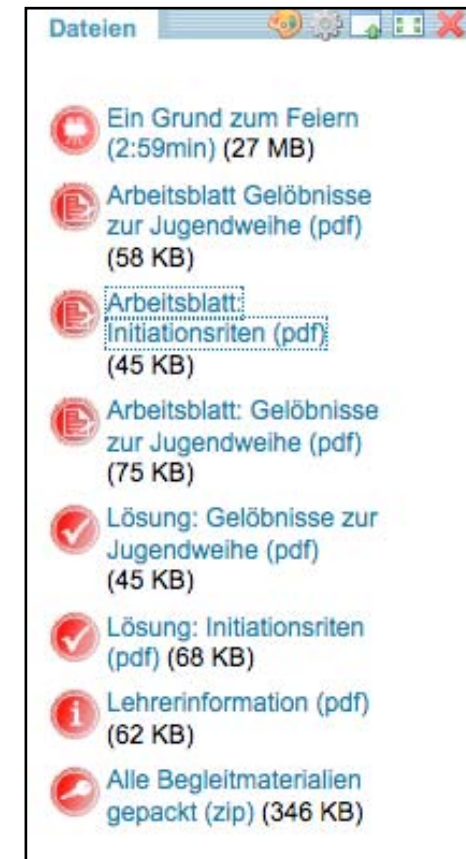 Dateien
Ein Grund zum Feiern
(2:59min) (27 MB)
Arbeitsblatt Gelöbnisse
zur Jugendweihe (pdf)
(58 KB)
Arbeitsblatt:
Initiationsriten (pdf)
(45 KB)
Arbeitsblatt: Gelöbnisse
zur Jugendweihe (pdf)
(75 KB)
Lösung: Gelöbnisse zur
Jugendweihe (pdf)
(45 KB)
Lösung: Initiationsriten
(pdf) (68 KB)
Lehrerinformation (pdf)
(62 KB)
Alle Begleitmaterialien
gepackt (zip) (346 KB)